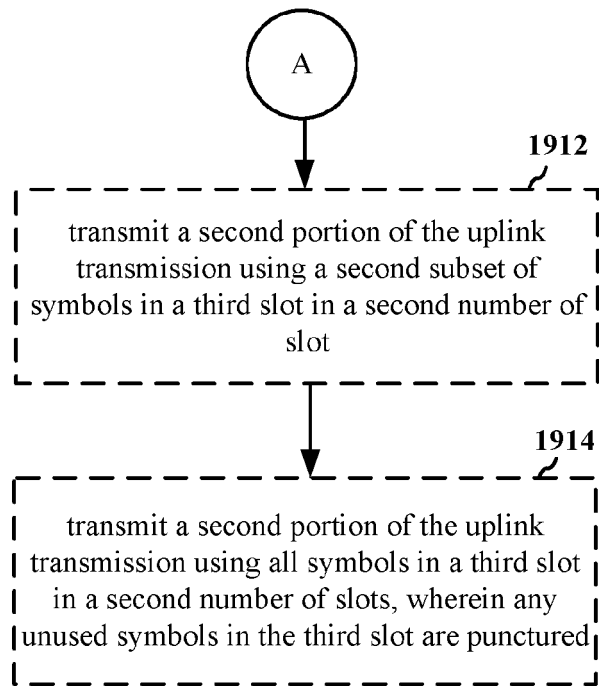 A
1912
transmit a second portion of the uplink
transmission using a second subset of
symbols in a third slot in a second number of
slot
1914
transmit a second portion of the uplink
transmission using all symbols in a third slot
in a second number of slots, wherein any
unused symbols in the third slot are punctured